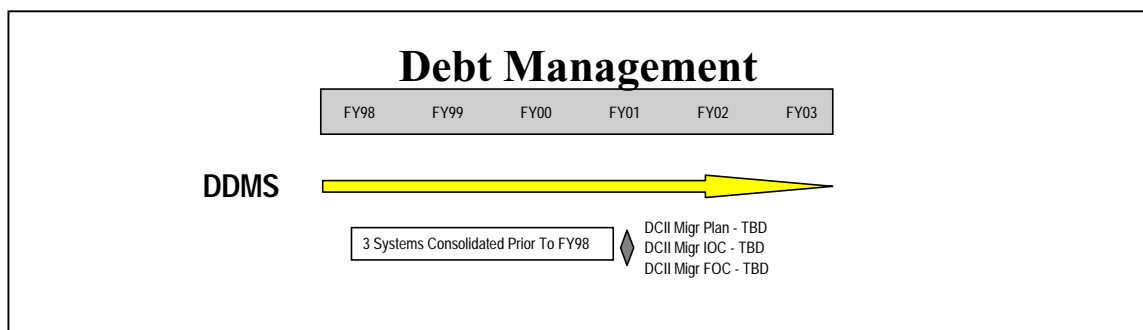 Debt Management
FY98 FY99 FY00 FY01 FY02 FY03
DDMS
3 Systems Consolidated Prior To FY98
DCII Migr Plan - TBD
DCII Migr IOC - TBD
DCII Migr FOC - TBD